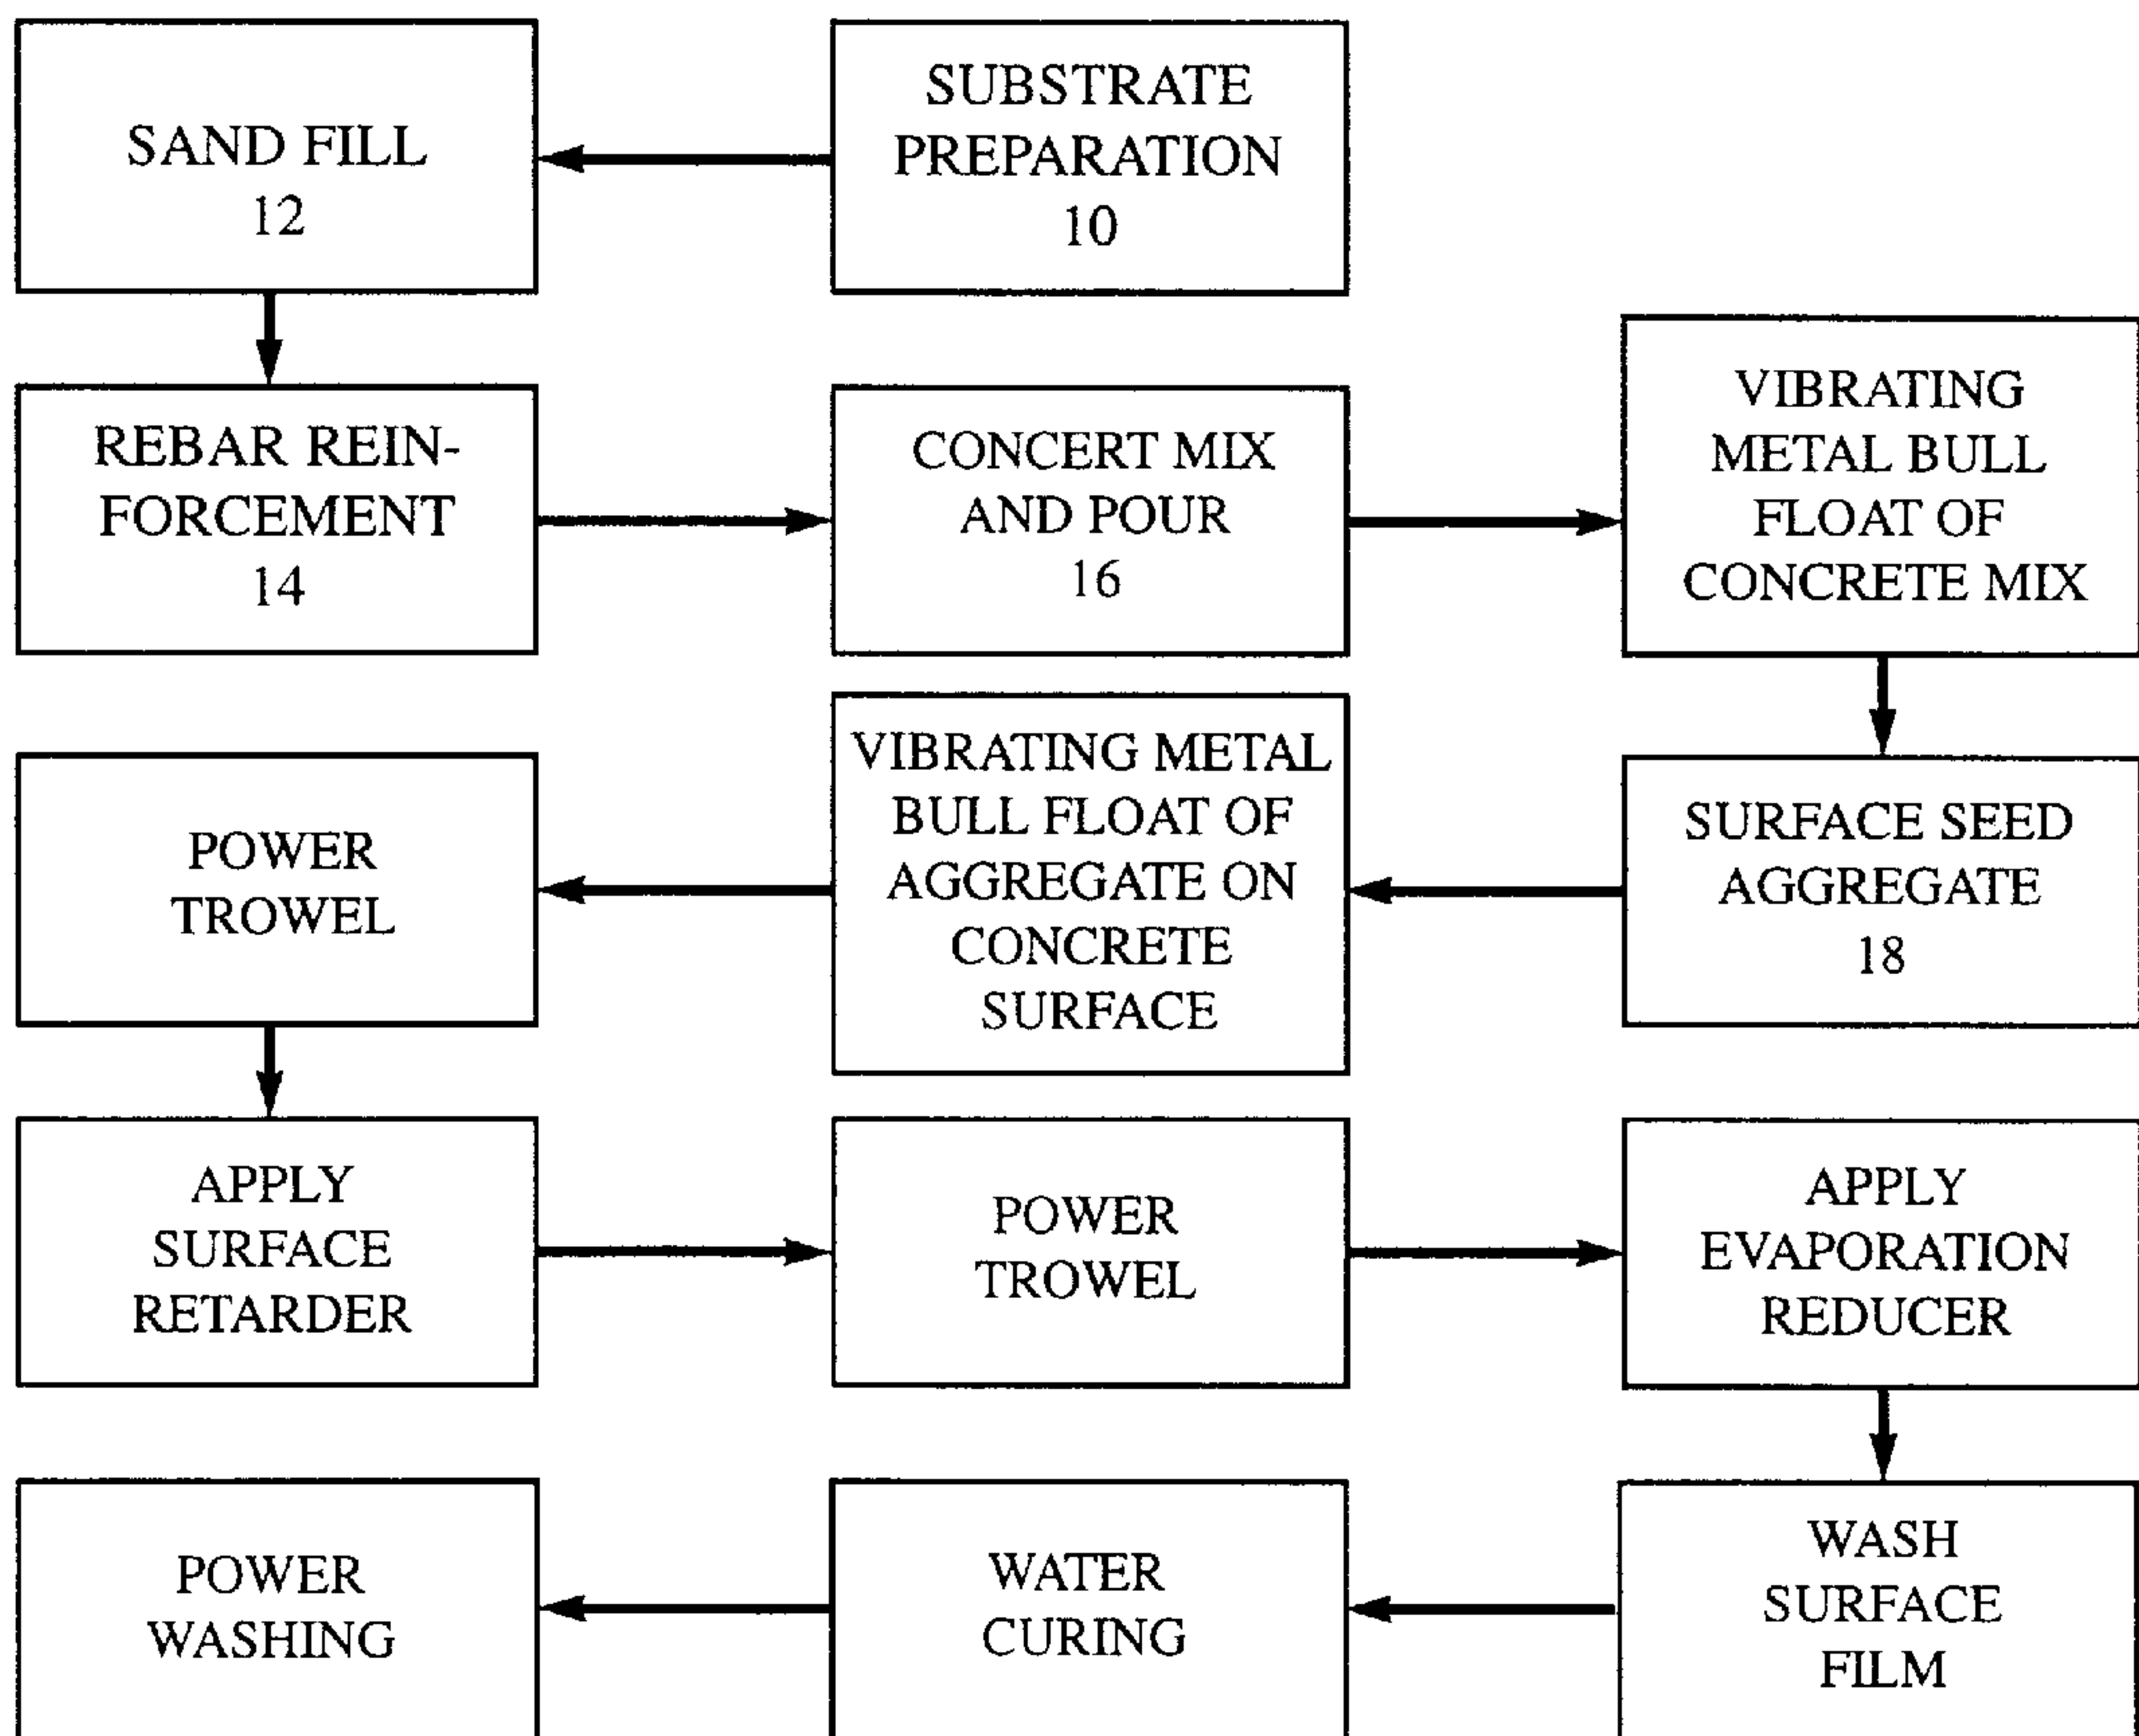 SUBSTRATE
PREPARATION
10
SAND FILL
12
REBAR REIN-
FORCEMENT
14
CONCERT MIX
AND POUR
16
VIBRATING
METAL BULL
FLOAT OF
CONCRETE MIX
SURFACE SEED
AGGREGATE
18
VIBRATING METAL
BULL FLOAT OF
AGGREGATE ON
CONCRETE
SURFACE
POWER
TROWEL
APPLY
SURFACE
RETARDER
POWER
TROWEL
APPLY
EVAPORATION
REDUCER
WASH
SURFACE
FILM
WATER
CURING
POWER
WASHING